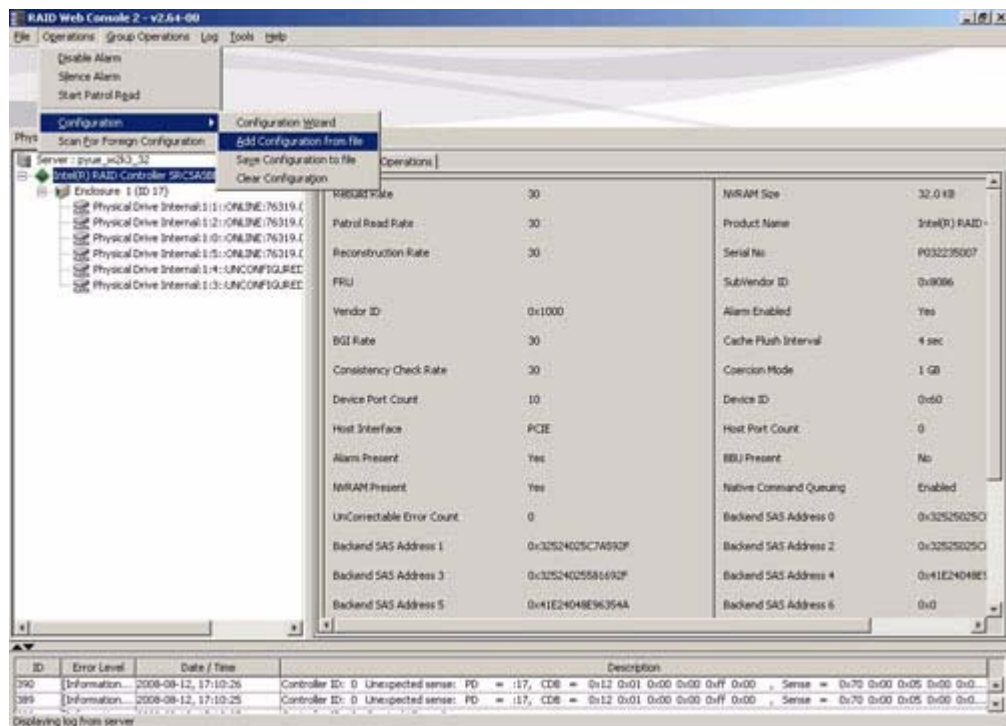 RAID Web Console 2 - v2.64-00
File Operations Group Operations Log Tools Help
Disable Alarm
Silence Alarm
Start Patrol Read
Configuration
Scan For Foreign Configuration
Configuration Wizard
Add Configuration from file
Save Configuration to file
Clear Configuration
Phys
Operations
Server : pyue_w2k3_32
Intel(R) RAID Controller SRCSASBB
Enclosure 1 (ID 17)
Physical Drive Internal:1:1::ONLINE:76319.0
Physical Drive Internal:1:2::ONLINE:76319.0
Physical Drive Internal:1:0::ONLINE:76319.0
Physical Drive Internal:1:5::ONLINE:76319.0
Physical Drive Internal:1:4::UNCONFIGURED
Physical Drive Internal:1:3::UNCONFIGURED
Rebuild Rate 30 NVRAM Size 32.0 KB
Patrol Read Rate 30 Product Name Intel(R) RAID
Reconstruction Rate 30 Serial No P032235007
FRU SubVendor ID 0x8086
Vendor ID 0x1000 Alarm Enabled Yes
BGI Rate 30 Cache Flush Interval 4 sec
Consistency Check Rate 30 Coercion Mode 1 GB
Device Port Count 10 Device ID 0x60
Host Interface PCIE Host Port Count 0
Alarm Present Yes BBU Present No
NVRAM Present Yes Native Command Queuing Enabled
UnCorrectable Error Count 0 Backend SAS Address 0
Backend SAS Address 1 0x32524025C7A592F Backend SAS Address 2
Backend SAS Address 3 0x32524025581692F Backend SAS Address 4
Backend SAS Address 5 0x41E24048E96354A Backend SAS Address 6 0x0
ID Error Level Date / Time Description
390 [Information... 2008-08-12, 17:10:26 Controller ID: 0 Unexpected sense: PD = :17, CDB = 0x12 0x01 0x00 0x00 0xff 0x00 , Sense = 0x70 0x00 0x05 0x00 0x0...
389 [Information... 2008-08-12, 17:10:25 Controller ID: 0 Unexpected sense: PD = :17, CDB = 0x12 0x01 0x00 0x00 0xff 0x00 , Sense = 0x70 0x00 0x05 0x00 0x0...
Displaying log from server